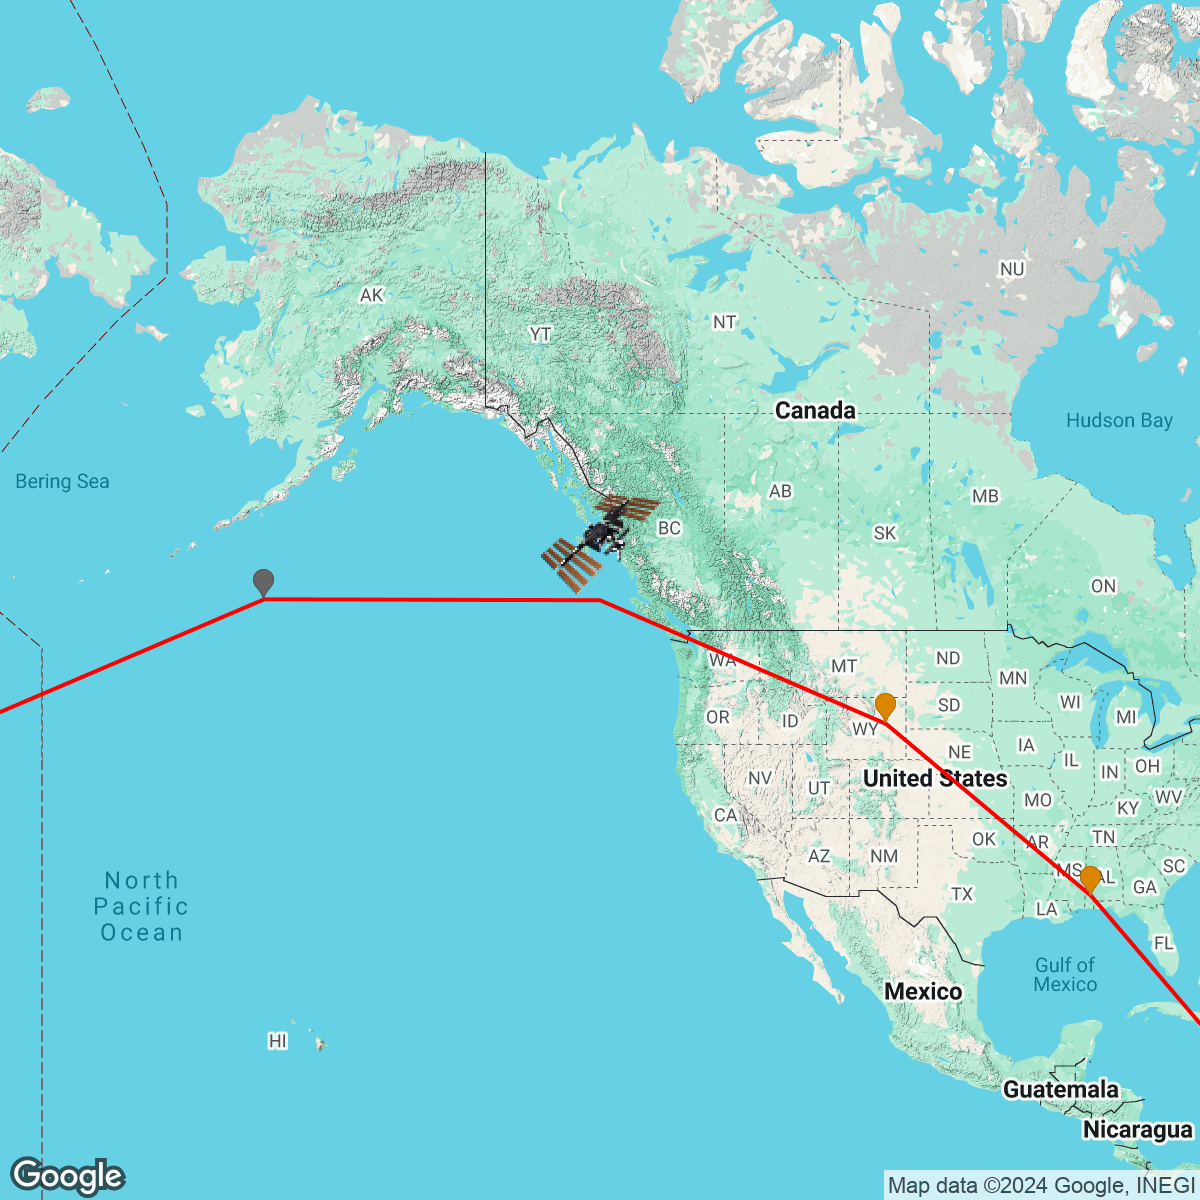 NU
AK
NT
YT
Canada
Hudson Bay
Bering Sea
AB
MB
SK
BC
ON
WA
MT
ND
MN
SD
WI
MI
OR
ID
WY
IA
NE
IL
OH
IN
NV
UT
United States
WV
MO
KY
CA
OK
AR
TN
AZ
NM
MS
AL
SC
GA
TX
LA
North
Pacific
Ocean
FL
Gulf of
Mexico
Mexico
HI
Guatemala
Nicaragua
Google
Map data ©2024 Google, INEGI